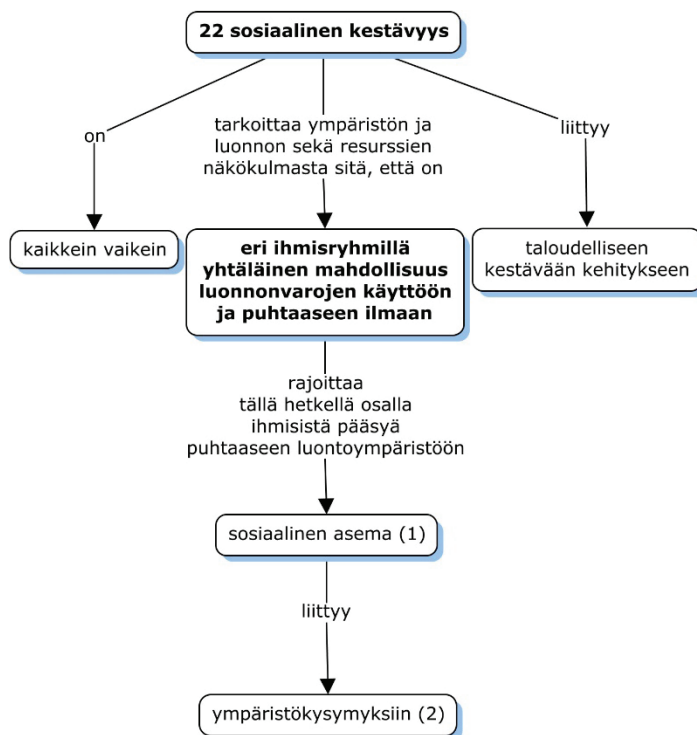 22 sosiaalinen kestävyys
on
tarkoittaa ympäristön ja
luonnon sekä resurssien
näkökulmasta sitä, että on
liittyy
kaikkein vaikein
eri ihmisryhmillä
yhtäläinen mahdollisuus
luonnonvarojen käyttöön
ja puhtaaseen ilmaan
taloudelliseen
kestävään kehitykseen
rajoittaa
tällä hetkellä osalla
ihmisistä pääsyä
puhtaaseen luontoympäristöön
sosiaalinen asema (1)
liittyy
ympäristökysymyksiin (2)